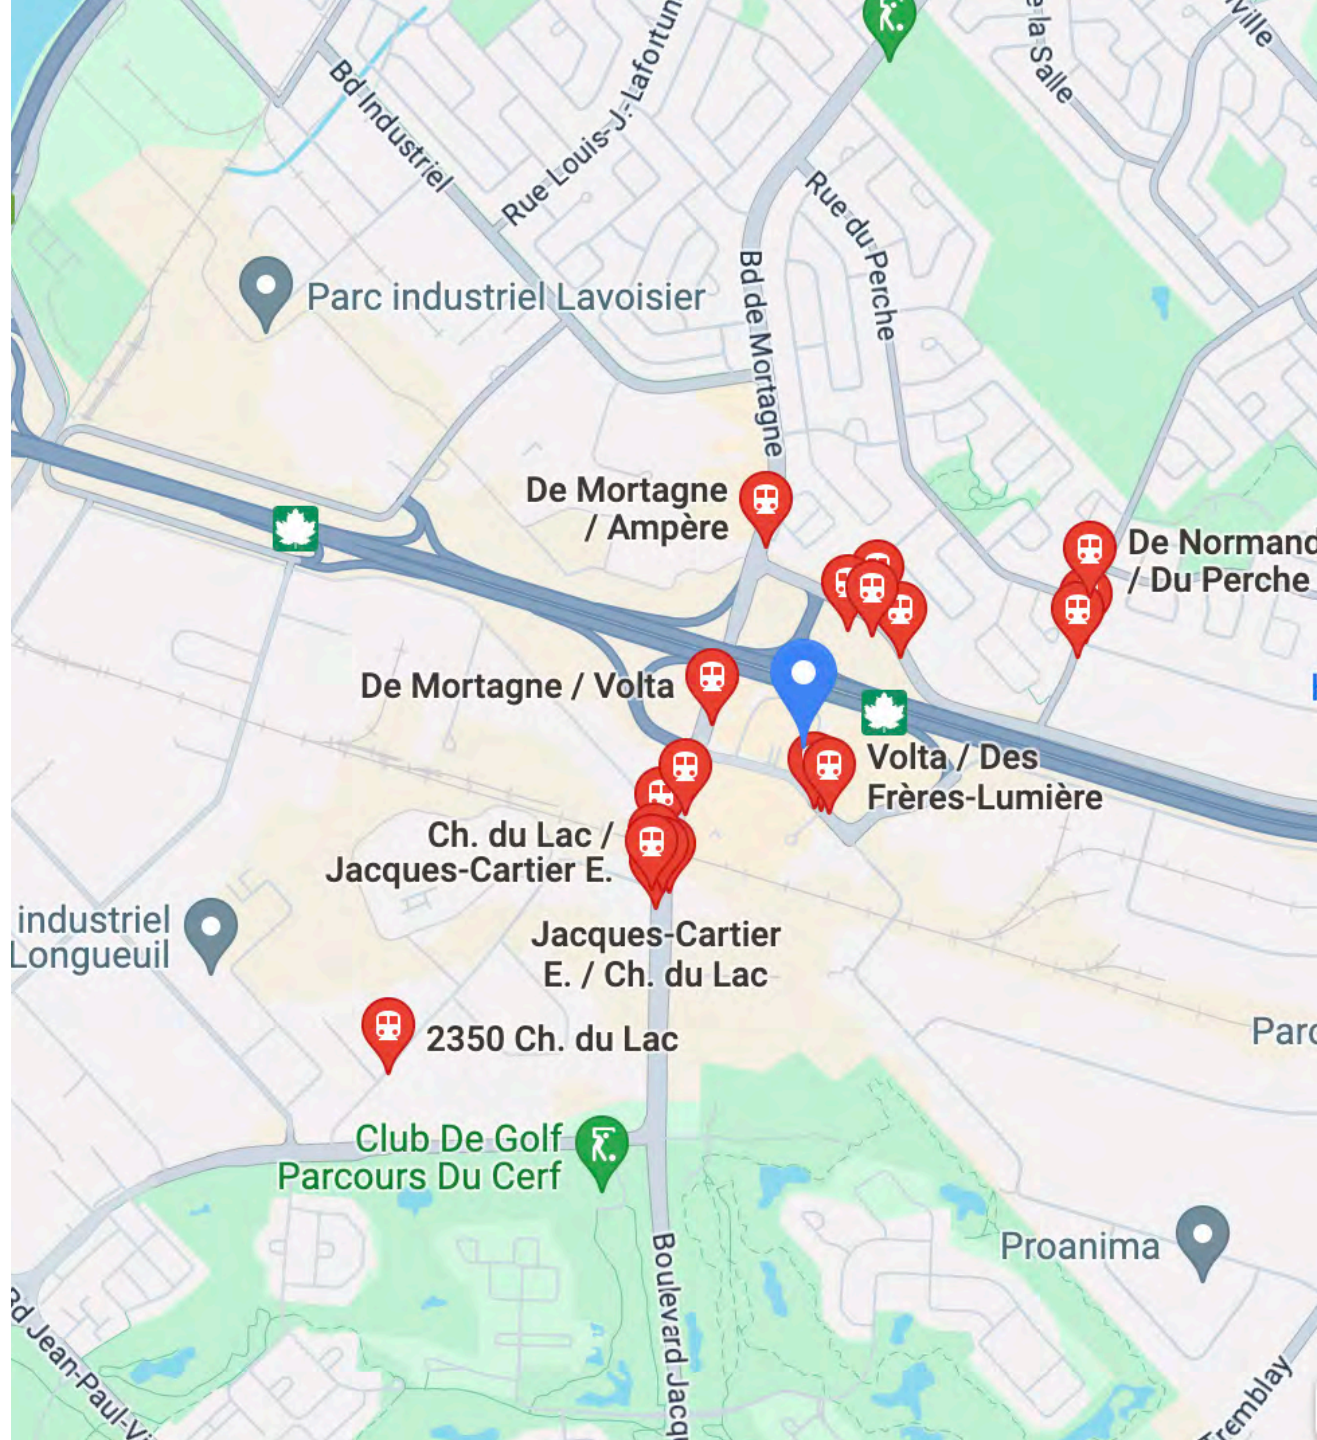 e la Salle
ville
Bd Industriel
Rue Louis-J.-Lafortun
Rue du Perche
Bd de Mortagne
Parc industriel Lavoisier
De Mortagne
/ Ampère
De Normand
/ Du Perche
De Mortagne / Volta
Volta / Des
Frères-Lumière
Ch. du Lac /
Jacques-Cartier E.
industriel
Longueuil
Jacques-Cartier
E. / Ch. du Lac
2350 Ch. du Lac
Parc
Club De Golf
Parcours Du Cerf
Proanima
Boulevard Jacqu
Bd Jean-Paul-Vi
Tremblay